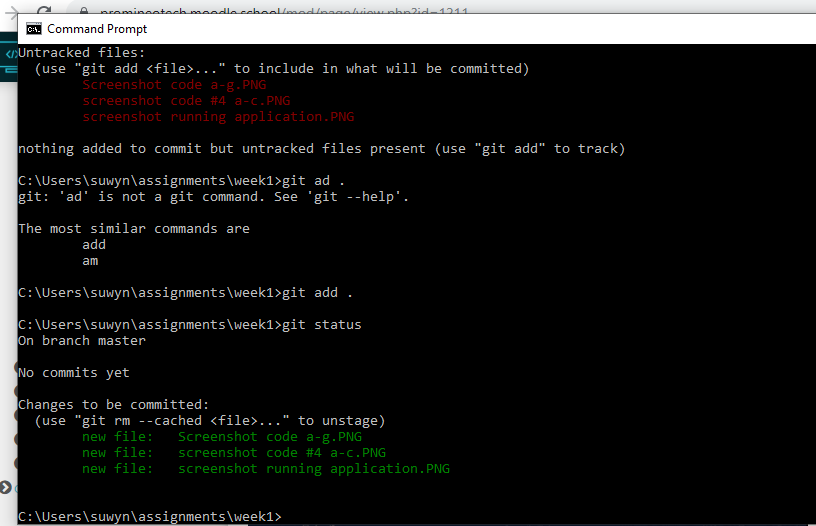 promineotech.moodle.school/mod/page/view.php?id=1211
Command Prompt
Untracked files:
  (use "git add <file>..." to include in what will be committed)
        Screenshot code a-g.PNG
        screenshot code #4 a-c.PNG
        screenshot running application.PNG

nothing added to commit but untracked files present (use "git add" to track)

C:\Users\suwyn\assignments\week1>git ad .
git: 'ad' is not a git command. See 'git --help'.

The most similar commands are
        add
        am

C:\Users\suwyn\assignments\week1>git add .

C:\Users\suwyn\assignments\week1>git status
On branch master

No commits yet

Changes to be committed:
  (use "git rm --cached <file>..." to unstage)
        new file:   Screenshot code a-g.PNG
        new file:   screenshot code #4 a-c.PNG
        new file:   screenshot running application.PNG

C:\Users\suwyn\assignments\week1>